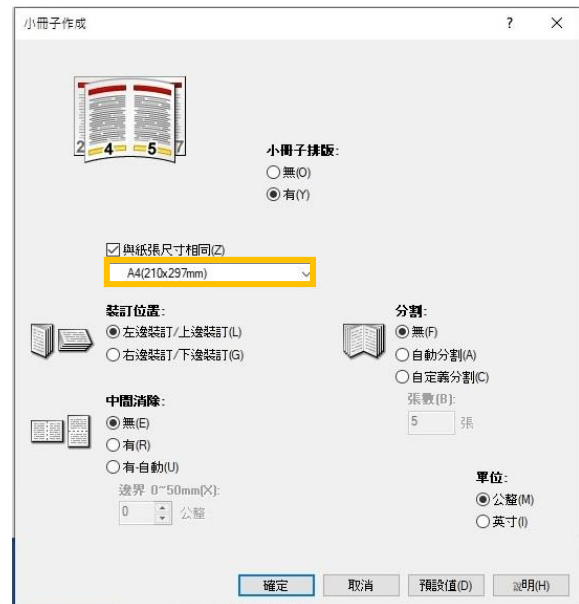 小冊子作成
?
2 4 5 7
小冊子排版:
無(O)
有(Y)
與紙張尺寸相同(Z)
A4(210x297mm)
裝訂位置:
左邊裝訂/上邊裝訂(L)
右邊裝訂/下邊裝訂(G)
分割:
無(F)
自動分割(A)
自定義分割(C)
張數(B):
5 張
中間消除:
無(E)
有(R)
有-自動(U)
邊界 0~50mm(X):
0 公釐
單位:
公釐(M)
英寸(I)
確定 取消 預設值(D) 說明(H)